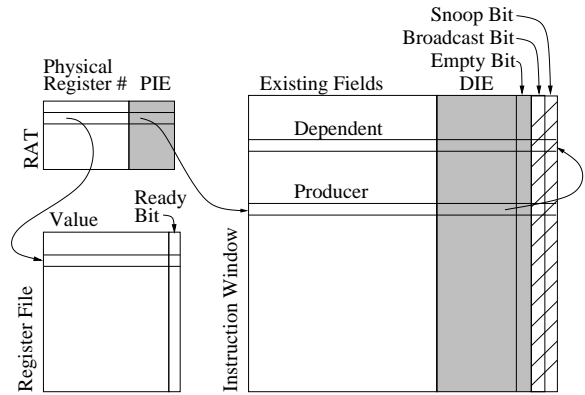 Snoop Bit
Broadcast Bit
Empty Bit
Physical
Register #
PIE
Existing Fields
DIE
RAT
Dependent
Producer
Ready
Bit
Value
Register File
Instruction Window